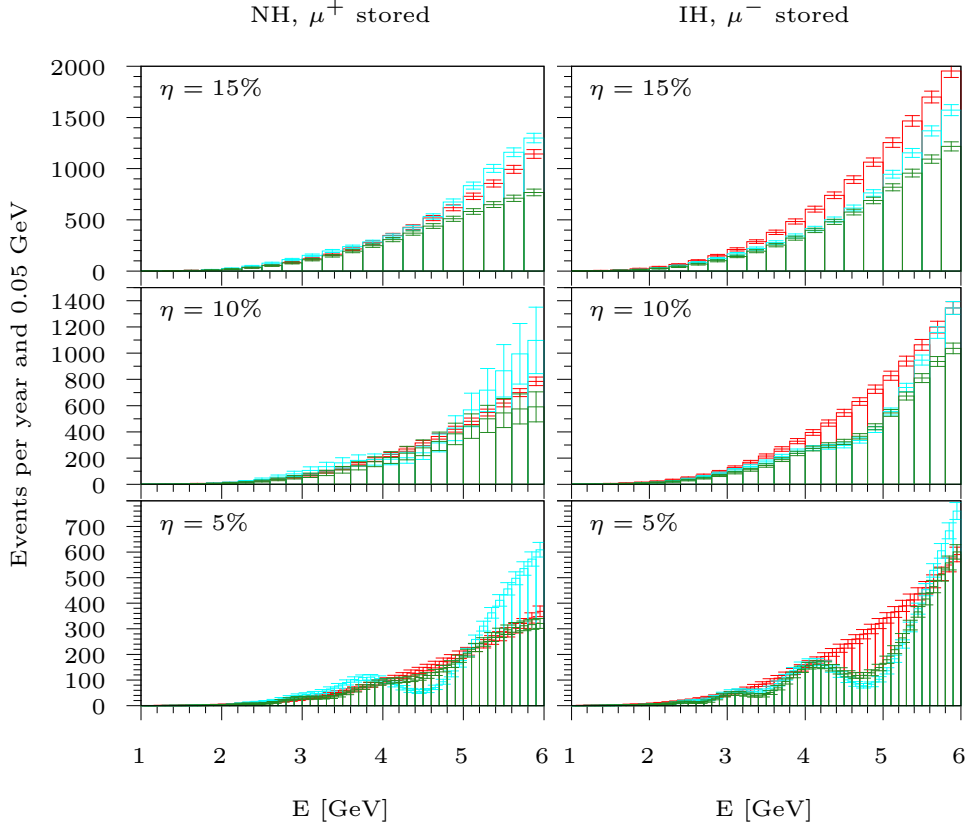 NH, μ⁺ stored
IH, μ⁻ stored
Events per year and 0.05 GeV
2000
1500
1000
500
0
η = 15%
η = 15%
1400
1200
1000
800
600
400
200
0
η = 10%
η = 10%
700
600
500
400
300
200
100
0
η = 5%
η = 5%
1 2 3 4 5 6
1 2 3 4 5 6
E [GeV]
E [GeV]